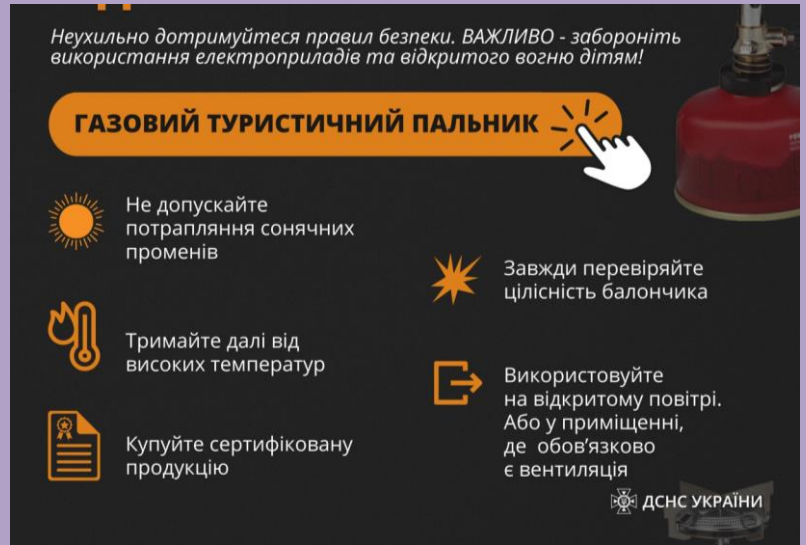 Неухильно дотримуйтеся правил безпеки. ВАЖЛИВО - забороніть
використання електроприладів та відкритого вогню дітям!
ГАЗОВИЙ ТУРИСТИЧНИЙ ПАЛЬНИК
Не допускайте
потрапляння сонячних
променів
Тримайте далі від
високих температур
Купуйте сертифіковану
продукцію
Завжди перевіряйте
цілісність балончика
Використовуйте
на відкритому повітрі.
Або у приміщенні,
де обов’язково
є вентиляція
ДСНС УКРАЇНИ